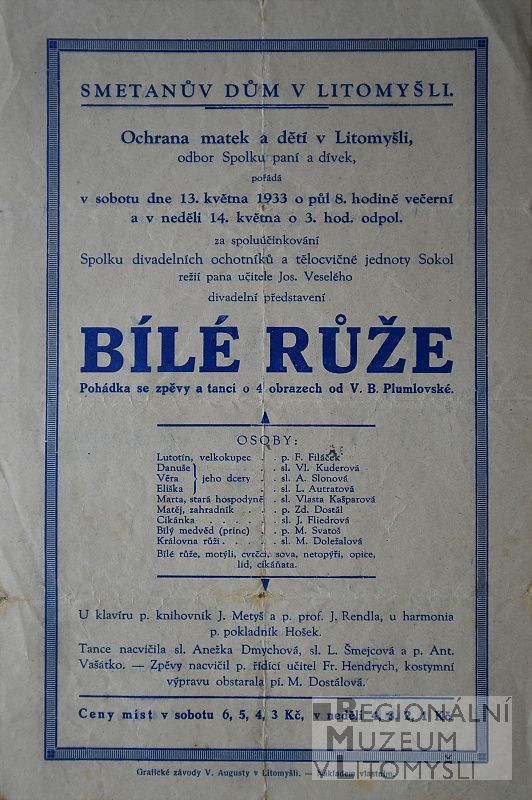 SMETANŮV DŮM V LITOMYŠLI.
Ochrana matek a dětí v Litomyšli,
odbor Spolku paní a dívek,
pořádá
v sobotu dne 13. května 1933 o půl 8. hodině večerní
a v neděli 14. května o 3. hod. odpol.
za spoluúčinkování
Spolku divadelních ochotníků a tělocvičné jednoty Sokol
režií pana učitele Jos. Veselého
divadelní představení
BÍLÉ RŮŽE
Pohádka se zpěvy a tanci o 4 obrazech od V. B. Plumlovské.
OSOBY:
Lutotín, velkokupec . p. F. Filáček
Danuše . . sl. Vl. Kuderová
Věra } jeho dcery . . sl. A. Slonová
Eliška . . sl. L. Autratová
Marta, stará hospodyně . sl. Vlasta Kašparová
Matěj, zahradník . . p. Zd. Dostál
Cikánka . . . . . . sl. J. Fliedrová
Bílý medvěd (princ) . . p. M. Svatoš
Královna růží . . . . . sl. M. Doležalová
Bílé růže, motýli, cvrčci, sova, netopýři, opice,
lid, cikáňata.
U klavíru p. knihovník J. Metyš a p. prof. J. Rendla, u harmonia
p. pokladník Hošek.
Tance nacvičila sl. Anežka Dmychová, sl. L. Šmejcová a p. Ant.
Vašátko. — Zpěvy nacvičil p. řídící učitel Fr. Hendrych, kostymní
výpravu obstarala pí. M. Dostálová.
Ceny míst v sobotu 6, 5, 4, 3 Kč, v neděli 4, 3, 2, 1 Kč.
Grafické závody V. Augusty v Litomyšli. — Nákladem vlastním.
REGIONÁLNÍ
MUZEUM
V LITOMYŠLI